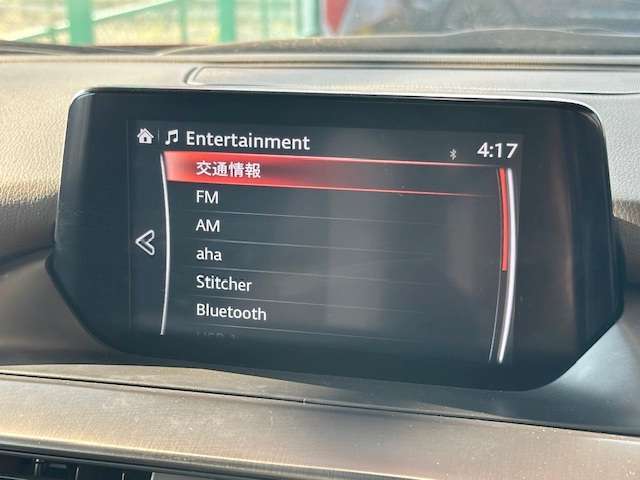 Entertainment
4:17
交通情報
FM
AM
aha
Stitcher
Bluetooth